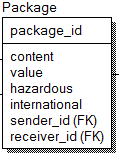 Package
package_id
content
value
hazardous
international
sender_id (FK)
receiver_id (FK)